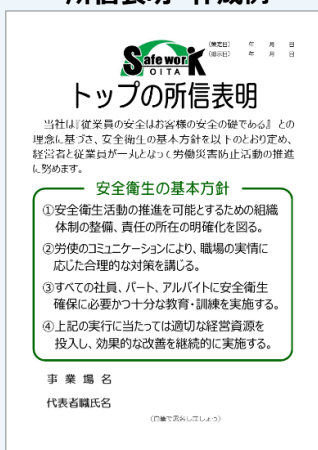 所信表明 作成例
(策定日) 年 月 日
(掲示日) 年 月 日
Safe worK
OITA
トップの所信表明
当社は『従業員の安全はお客様の安全の礎である』との
理念に基づき、安全衛生の基本方針を以下のとおり定め、
経営者と従業員が一丸となって労働災害防止活動の推進
に努めます。
安全衛生の基本方針
①安全衛生活動の推進を可能とするための組織
体制の整備、責任の所在の明確化を図る。
②労使のコミュニケーションにより、職場の実情に
応じた合理的な対策を講じる。
③すべての社員、パート、アルバイトに安全衛生
確保に必要かつ十分な教育・訓練を実施する。
④上記の実行に当たっては適切な経営資源を
投入し、効果的な改善を継続的に実施する。
事業場名
代表者職氏名
(自筆で署名しましょう)